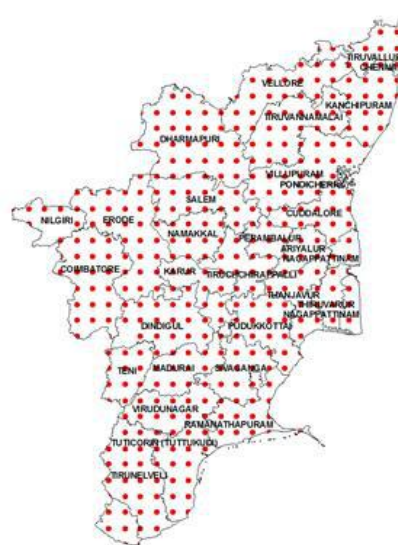 TIRUVALLUR
CHENNAI
VELLORE
KANCHIPURAM
TIRUVANNAMALAI
DHARMAPURI
VILLUPURAM
PONDICHERRY
SALEM
CUDDALORE
NILGIRI
ERODE
NAMAKKAL
PERAMBALUR
ARIYALUR
NAGAPPATTINAM
COIMBATORE
KARUR
TIRUCHCHIRAPPALLI
THANJAVUR
THIRUVARUR
NAGAPPATTINAM
DINDIGUL
PUDUKKOTTAI
TENI
MADURAI
SIVAGANGA
VIRUDUNAGAR
RAMANATHAPURAM
TUTICORIN (TUTTUKUDI)
TIRUNELVELI